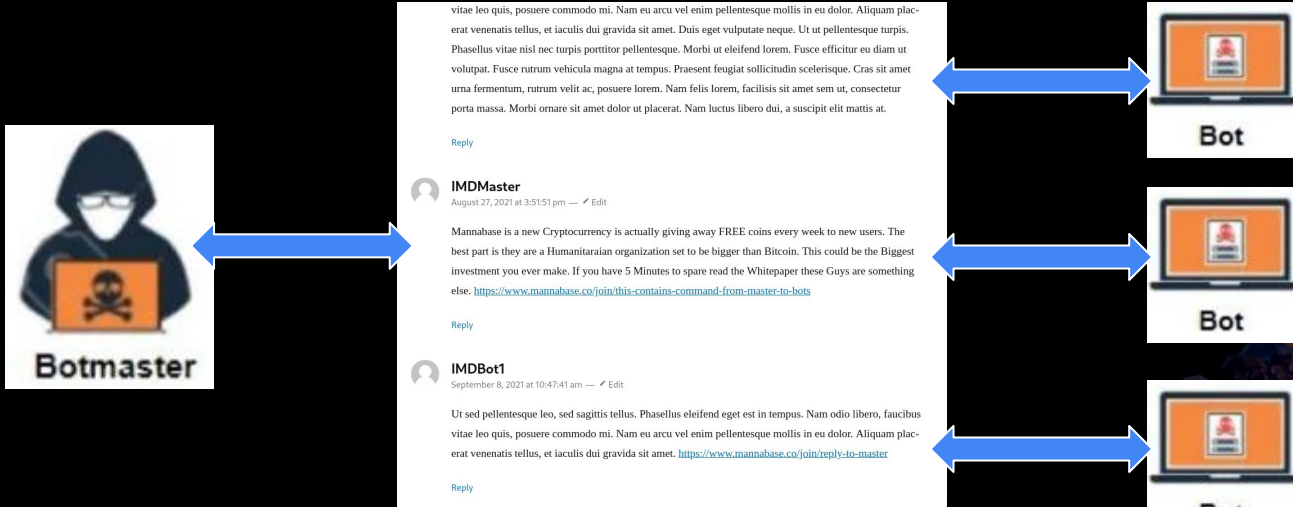 vitae leo quis, posuere commodo mi. Nam eu arcu vel enim pellentesque mollis in eu dolor. Aliquam plac-
erat venenatis tellus, et iaculis dui gravida sit amet. Duis eget vulputate neque. Ut ut pellentesque turpis.
Phasellus vitae nisl nec turpis porttitor pellentesque. Morbi ut eleifend lorem. Fusce efficitur eu diam ut
volutpat. Fusce rutrum vehicula magna at tempus. Praesent feugiat sollicitudin scelerisque. Cras sit amet
urna fermentum, rutrum velit ac, posuere lorem. Nam felis lorem, facilisis sit amet sem ut, consectetur
porta massa. Morbi ornare sit amet dolor ut placerat. Nam luctus libero dui, a suscipit elit mattis at.
Reply
IMDMaster
August 27, 2021 at 3:51:51 pm — Edit
Mannabase is a new Cryptocurrency is actually giving away FREE coins every week to new users. The
best part is they are a Humanitaraian organization set to be bigger than Bitcoin. This could be the Biggest
investment you ever make. If you have 5 Minutes to spare read the Whitepaper these Guys are something
else. https://www.mannabase.co/join/this-contains-command-from-master-to-bots
Reply
IMDBot1
September 8, 2021 at 10:47:41 am — Edit
Ut sed pellentesque leo, sed sagittis tellus. Phasellus eleifend eget est in tempus. Nam odio libero, faucibus
vitae leo quis, posuere commodo mi. Nam eu arcu vel enim pellentesque mollis in eu dolor. Aliquam plac-
erat venenatis tellus, et iaculis dui gravida sit amet. https://www.mannabase.co/join/reply-to-master
Reply
Botmaster
Bot
Bot